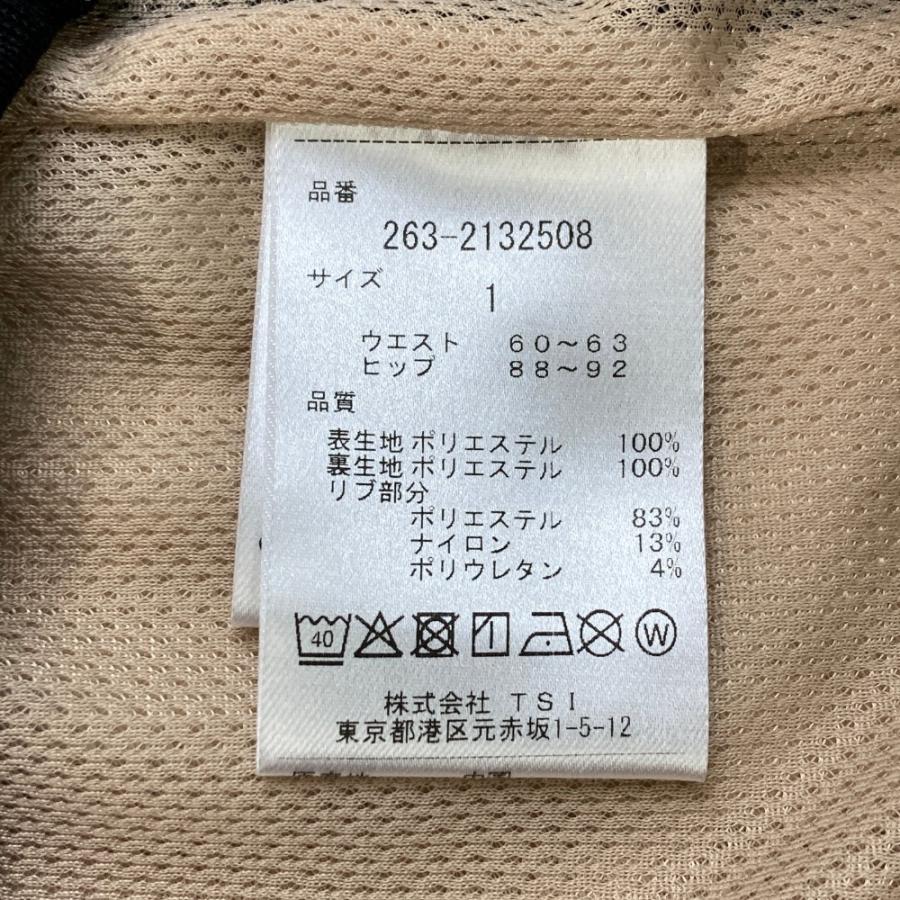 品番
263-2132508
サイズ
1
ウエスト 60～63
ヒップ 88～92
品質
表生地 ポリエステル 100%
裏生地 ポリエステル 100%
リブ部分
ポリエステル 83%
ナイロン 13%
ポリウレタン 4%
40 W
株式会社 TSI
東京都港区元赤坂1-5-12